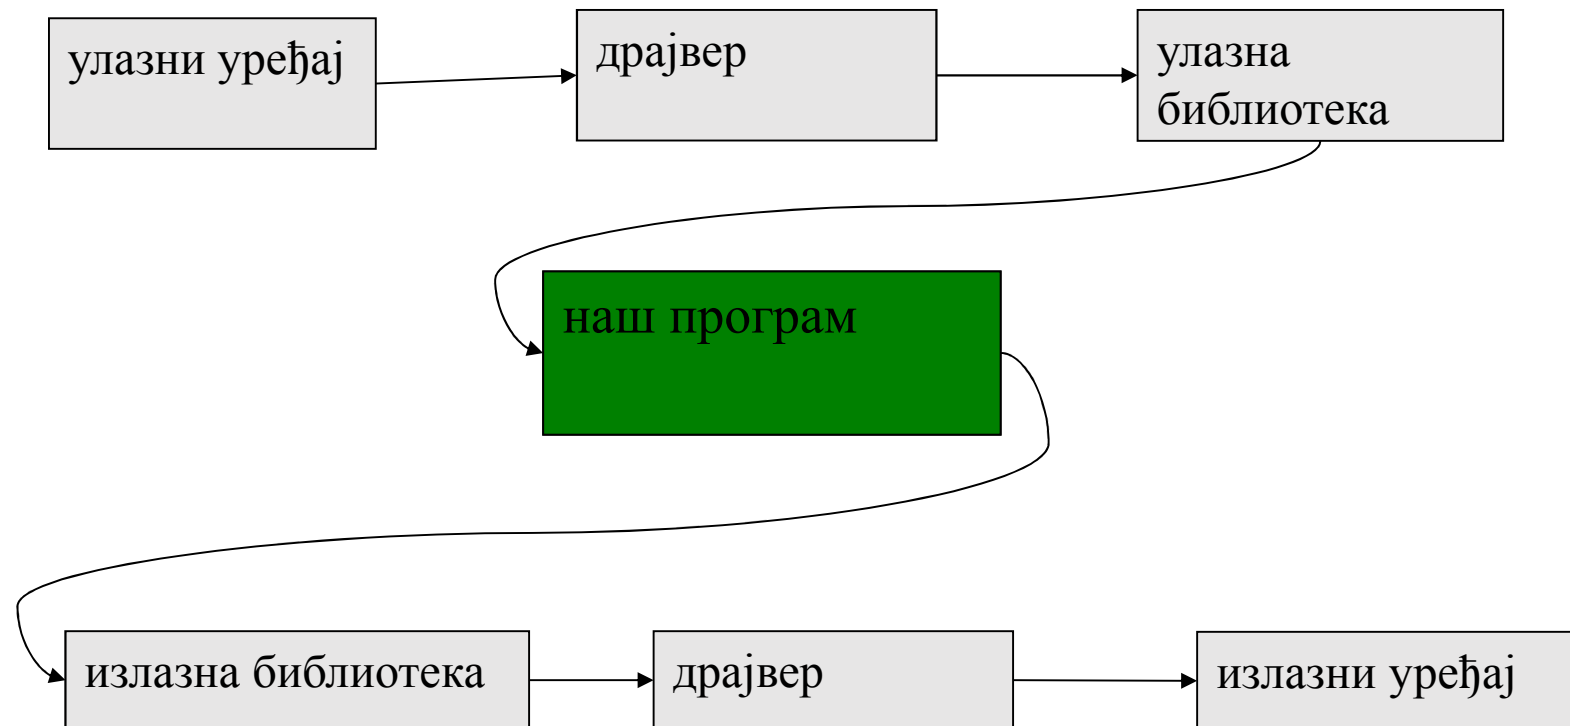 улазни уређај
драјвер
улазна
библиотека
наш програм
излазна библиотека
драјвер
излазни уређај